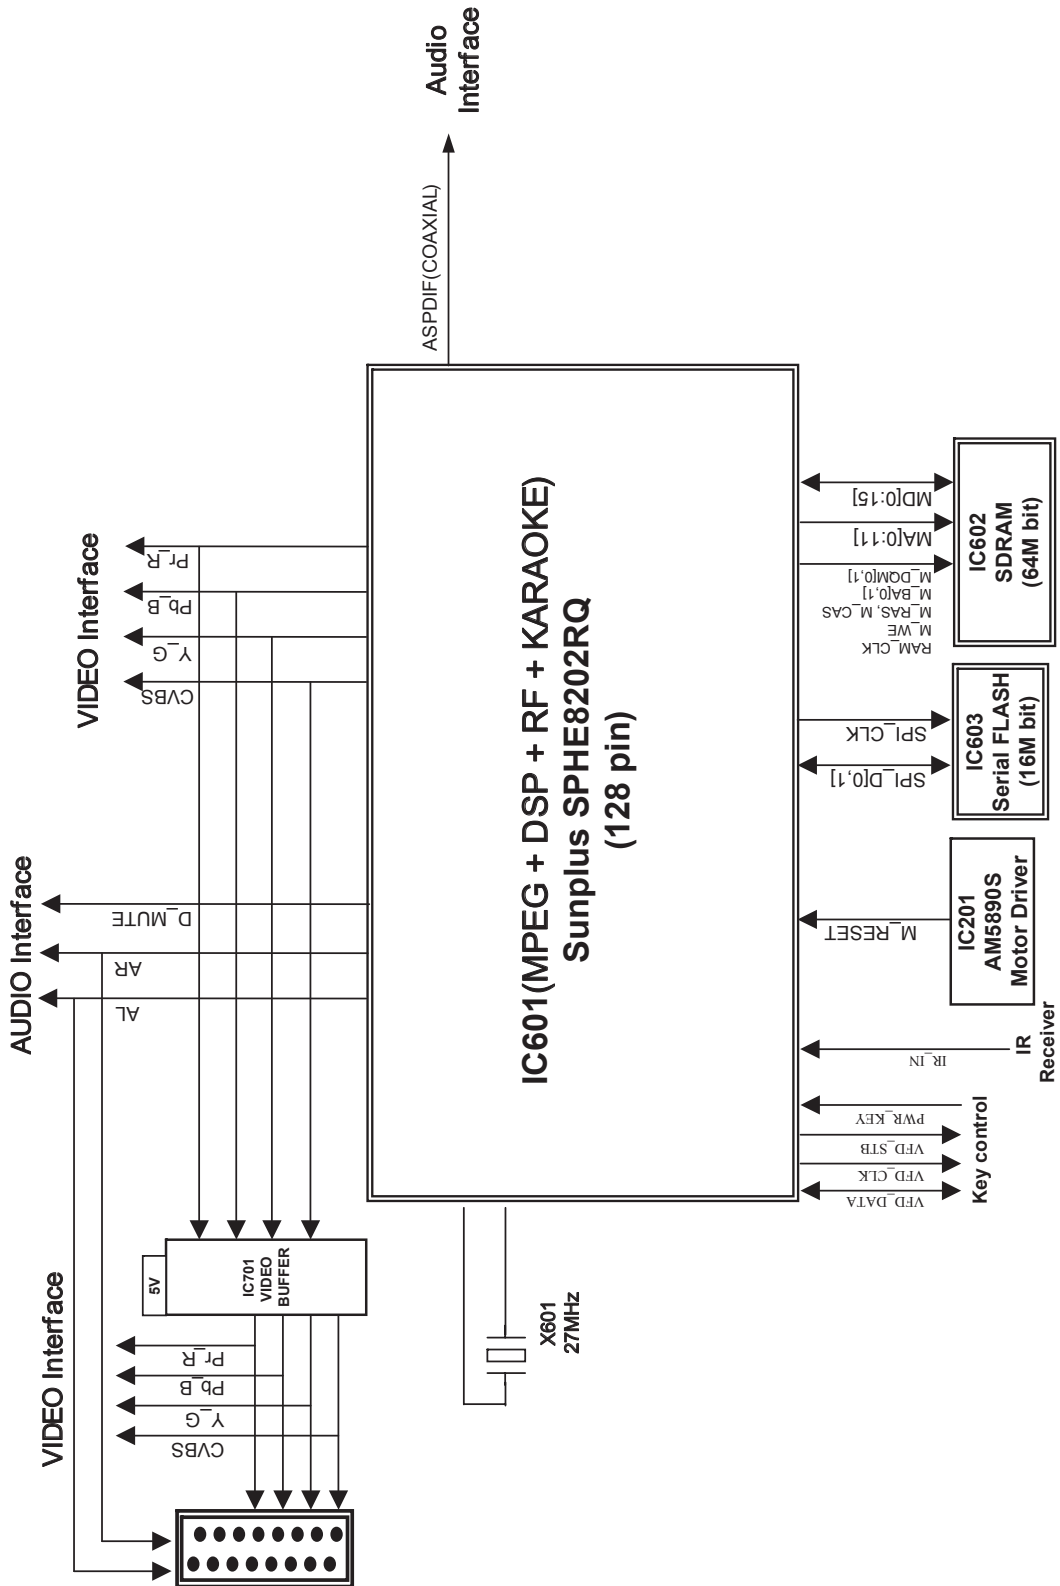 VIDEO Interface
AUDIO Interface
VIDEO Interface
Audio
Interface
CVBS
Y_G
Pb_B
Pr_R
5V
IC701
VIDEO
BUFFER
AL
AR
D_MUTE
CVBS
Y_G
Pb_B
Pr_R
ASPDIF(COAXIAL)
X601
27MHz
IC601(MPEG + DSP + RF + KARAOKE)
Sunplus SPHE8202RQ
(128 pin)
VFD_DATA
VFD_CLK
VFD_STB
PWR_KEY
Key control
IR_IN
IR
Receiver
M_RESET
IC201
AM5890S
Motor Driver
SPI_D[0,1]
SPI_CLK
IC603
Serial FLASH
(16M bit)
RAM_CLK
M_WE
M_RAS, M_CAS
M_BA[0,1]
M_DQM[0,1]
MA[0:11]
MD[0:15]
IC602
SDRAM
(64M bit)